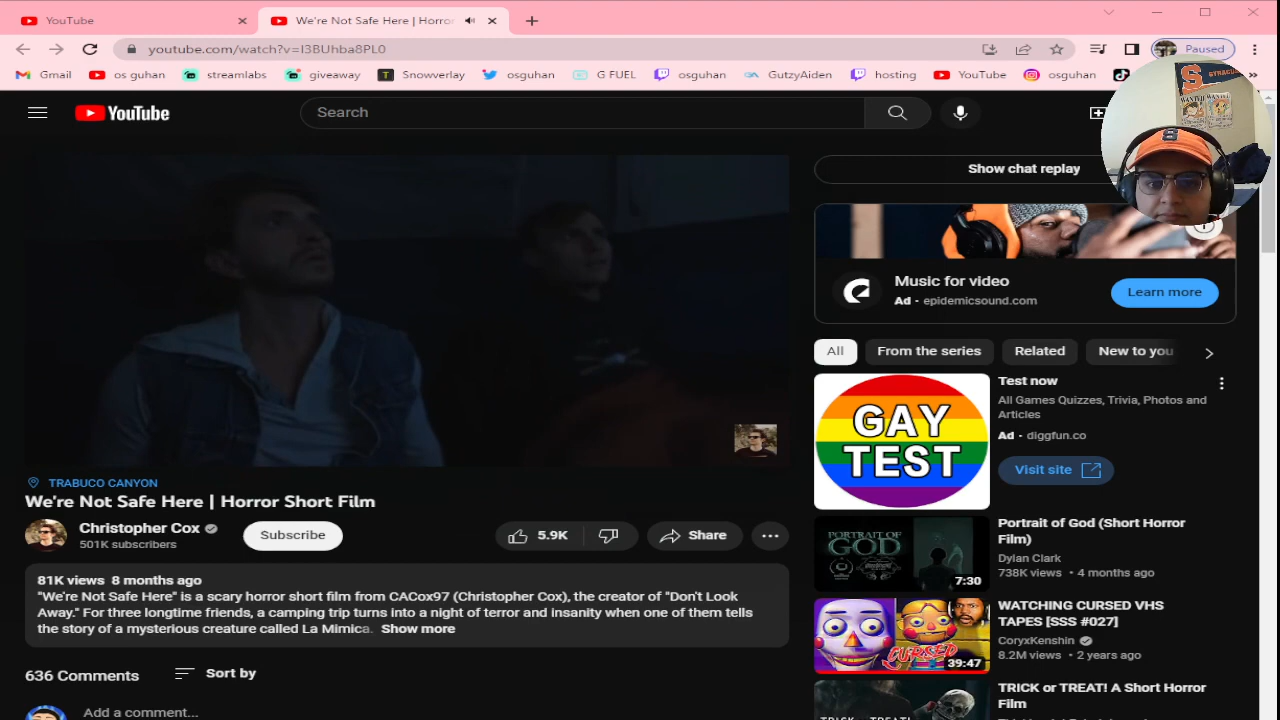 YouTube
We're Not Safe Here | Horror
youtube.com/watch?v=I3BUhba8PL0
Paused
Gmail
os guhan
streamlabs
giveaway
Snowverlay
osguhan
G FUEL
osguhan
GutzyAiden
hosting
YouTube
osguhan
YouTube
Search
S
WANTED WANTED
S
Show chat replay
Music for video
Ad · epidemicsound.com
Learn more
All
From the series
Related
New to you
GAY
TEST
Test now
All Games Quizzes, Trivia, Photos and
Articles
Ad · diggfun.co
Visit site
TRABUCO CANYON
We're Not Safe Here | Horror Short Film
Christopher Cox
501K subscribers
Subscribe
5.9K
Share
81K views 8 months ago
"We're Not Safe Here" is a scary horror short film from CACox97 (Christopher Cox), the creator of "Don't Look
Away." For three longtime friends, a camping trip turns into a night of terror and insanity when one of them tells
the story of a mysterious creature called La Mimica. Show more
636 Comments
Sort by
Add a comment...
PORTRAIT OF
GOD
7:30
Portrait of God (Short Horror
Film)
Dylan Clark
738K views • 4 months ago
CURSED
39:47
WATCHING CURSED VHS
TAPES [SSS #027]
CoryxKenshin
8.2M views • 2 years ago
TRICK or TREAT! A Short Horror
Film